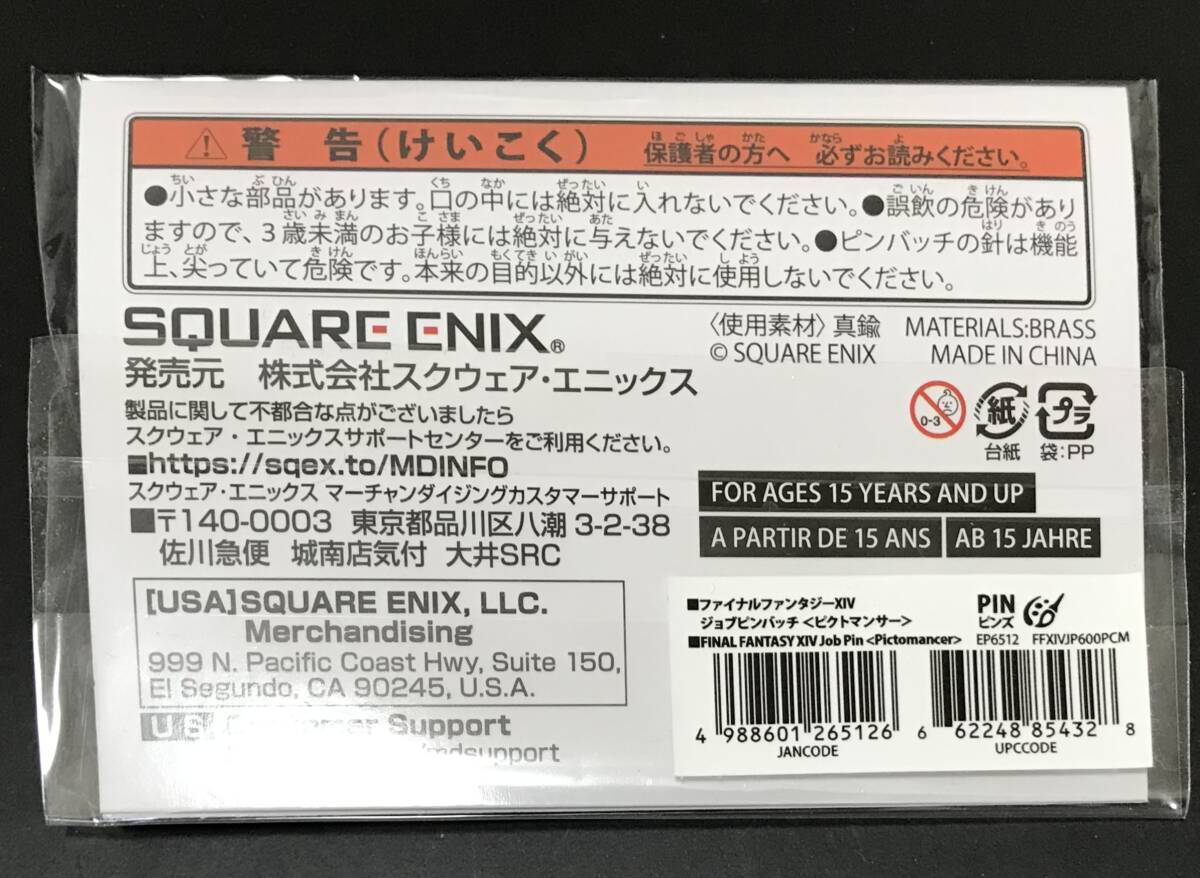 警告(けいこく) 保護者の方へ 必ずお読みください。
●小さな部品があります。口の中には絶対に入れないでください。●誤飲の危険があり
ますので、3歳未満のお子様には絶対に与えないでください。●ピンバッチの針は機能
上、尖っていて危険です。本来の目的以外には絶対に使用しないでください。
SQUARE ENIX®
発売元 株式会社スクウェア・エニックス
製品に関して不都合な点がございましたら
スクウェア・エニックスサポートセンターをご利用ください。
■https://sqex.to/MDINFO
スクウェア・エニックス マーチャンダイジングカスタマーサポート
■〒140-0003 東京都品川区八潮 3-2-38
佐川急便 城南店気付 大井SRC
[USA]SQUARE ENIX, LLC.
Merchandising
999 N. Pacific Coast Hwy, Suite 150,
El Segundo, CA 90245, U.S.A.
US Customer Support
/mdsupport
〈使用素材〉真鍮 MATERIALS:BRASS
© SQUARE ENIX MADE IN CHINA
0-3 紙 プラ
台紙 袋:PP
FOR AGES 15 YEARS AND UP
A PARTIR DE 15 ANS AB 15 JAHRE
■ファイナルファンタジーXIV
ジョブピンバッチ <ピクトマンサー>
PIN
ピンズ
■FINAL FANTASY XIV Job Pin <Pictomancer> EP6512 FFXIVJP600PCM
4 988601 265126
JANCODE
6 62248 85432 8
UPCCODE